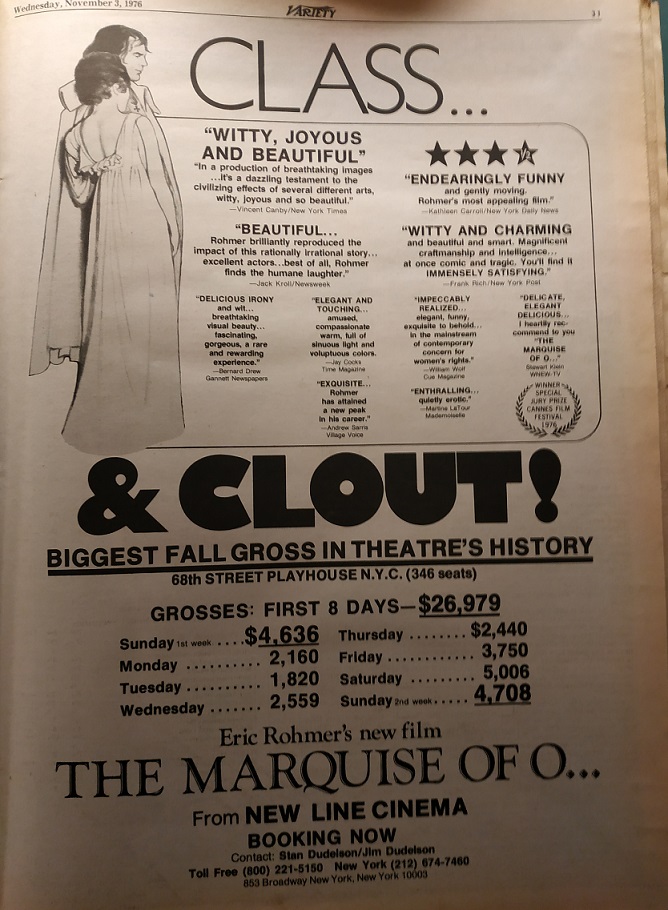 Wednesday, November 3, 1976
VARIETY
CLASS...
"WITTY, JOYOUS
AND BEAUTIFUL"
"In a production of breathtaking images
...It's a dazzling testament to the
civilizing effects of several different arts,
witty, joyous and so beautiful."
—Vincent Canby/New York Times
1/2
"ENDEARINGLY FUNNY
and gently moving.
Rohmer's most appealing film."
—Kathleen Carroll/New York Daily News
"BEAUTIFUL...
Rohmer brilliantly reproduced the
impact of this rationally irrational story...
excellent actors...best of all, Rohmer
finds the humane laughter."
—Jack Kroll/Newsweek
"WITTY AND CHARMING
and beautiful and smart. Magnificent
craftmanship and intelligence...
at once comic and tragic. You'll find it
IMMENSELY SATISFYING."
—Frank Rich/New York Post
"DELICIOUS IRONY
and wit...
breathtaking
visual beauty...
fascinating,
gorgeous, a rare
and rewarding
experience."
—Bernard Drew
Gannett Newspapers
"ELEGANT AND
TOUCHING...
amused,
compassionate
warm, full of
sinuous light and
voluptuous colors.
—Jay Cocks
Time Magazine
"EXQUISITE...
Rohmer
has attained
a new peak
in his career."
—Andrew Sarris
Village Voice
"IMPECCABLY
REALIZED...
elegant, funny,
exquisite to behold...
in the mainstream
of contemporary
concern for
women's rights."
—William Wolf
Cue Magazine
"ENTHRALLING...
quietly erotic."
—Martine LaTour
Mademoiselle
"DELICATE,
ELEGANT
DELICIOUS...
I heartily rec-
commend to you
"THE
MARQUISE
OF O..."
Stewart Klein
WNEW-TV
WINNER
SPECIAL
JURY PRIZE
CANNES FILM
FESTIVAL
1976
& CLOUT!
BIGGEST FALL GROSS IN THEATRE'S HISTORY
68th STREET PLAYHOUSE N.Y.C. (346 seats)
GROSSES: FIRST 8 DAYS—$26,979
Sunday 1st week ....$4,636
Monday .......... 2,160
Tuesday .......... 1,820
Wednesday ....... 2,559
Thursday ........ $2,440
Friday ........... 3,750
Saturday ......... 5,006
Sunday 2nd week..... 4,708
Eric Rohmer's new film
THE MARQUISE OF O...
From NEW LINE CINEMA
BOOKING NOW
Contact: Stan Dudelson/Jim Dudelson
Toll Free (800) 221-5150 New York (212) 674-7460
853 Broadway New York, New York 10003